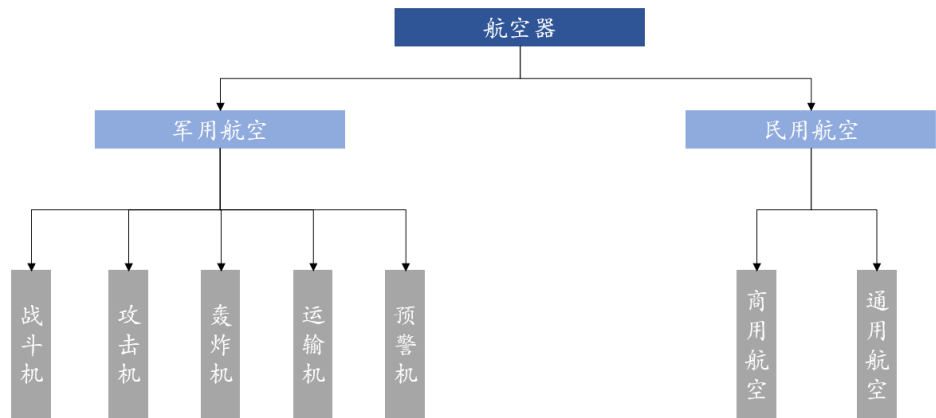 航空器
军用航空
民用航空
战斗机
攻击机
轰炸机
运输机
预警机
商用航空
通用航空